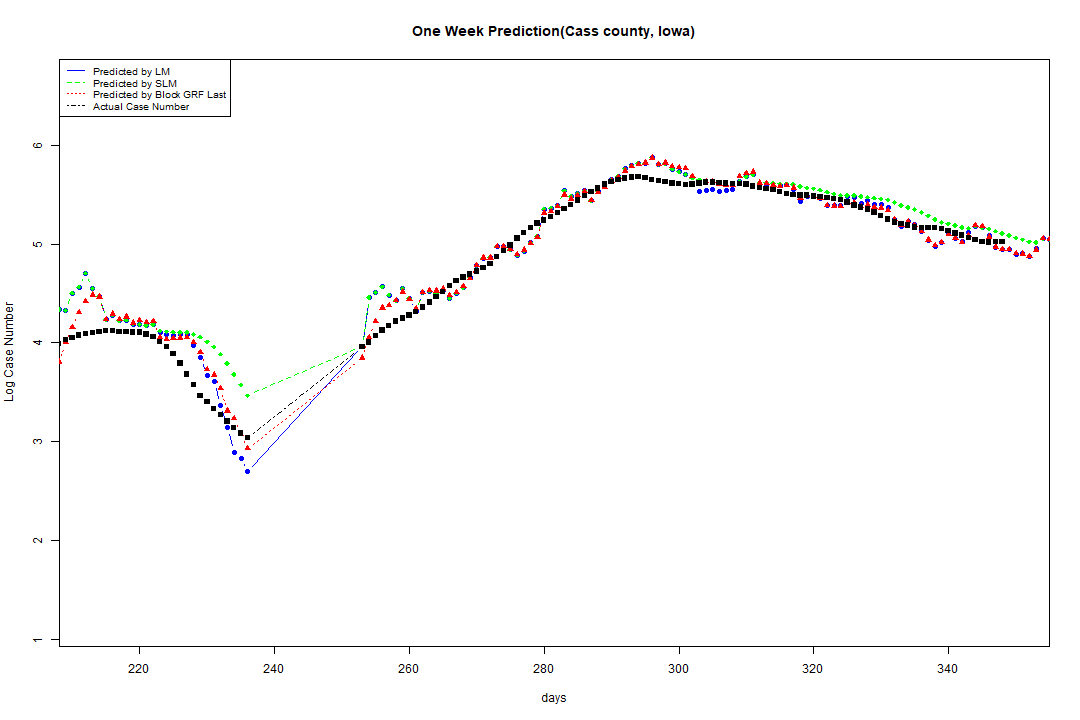 One Week Prediction(Cass county, Iowa)
Predicted by LM
Predicted by SLM
Predicted by Block GRF Last
Actual Case Number
Log Case Number
6
5
4
3
2
1
220 240 260 280 300 320 340
days